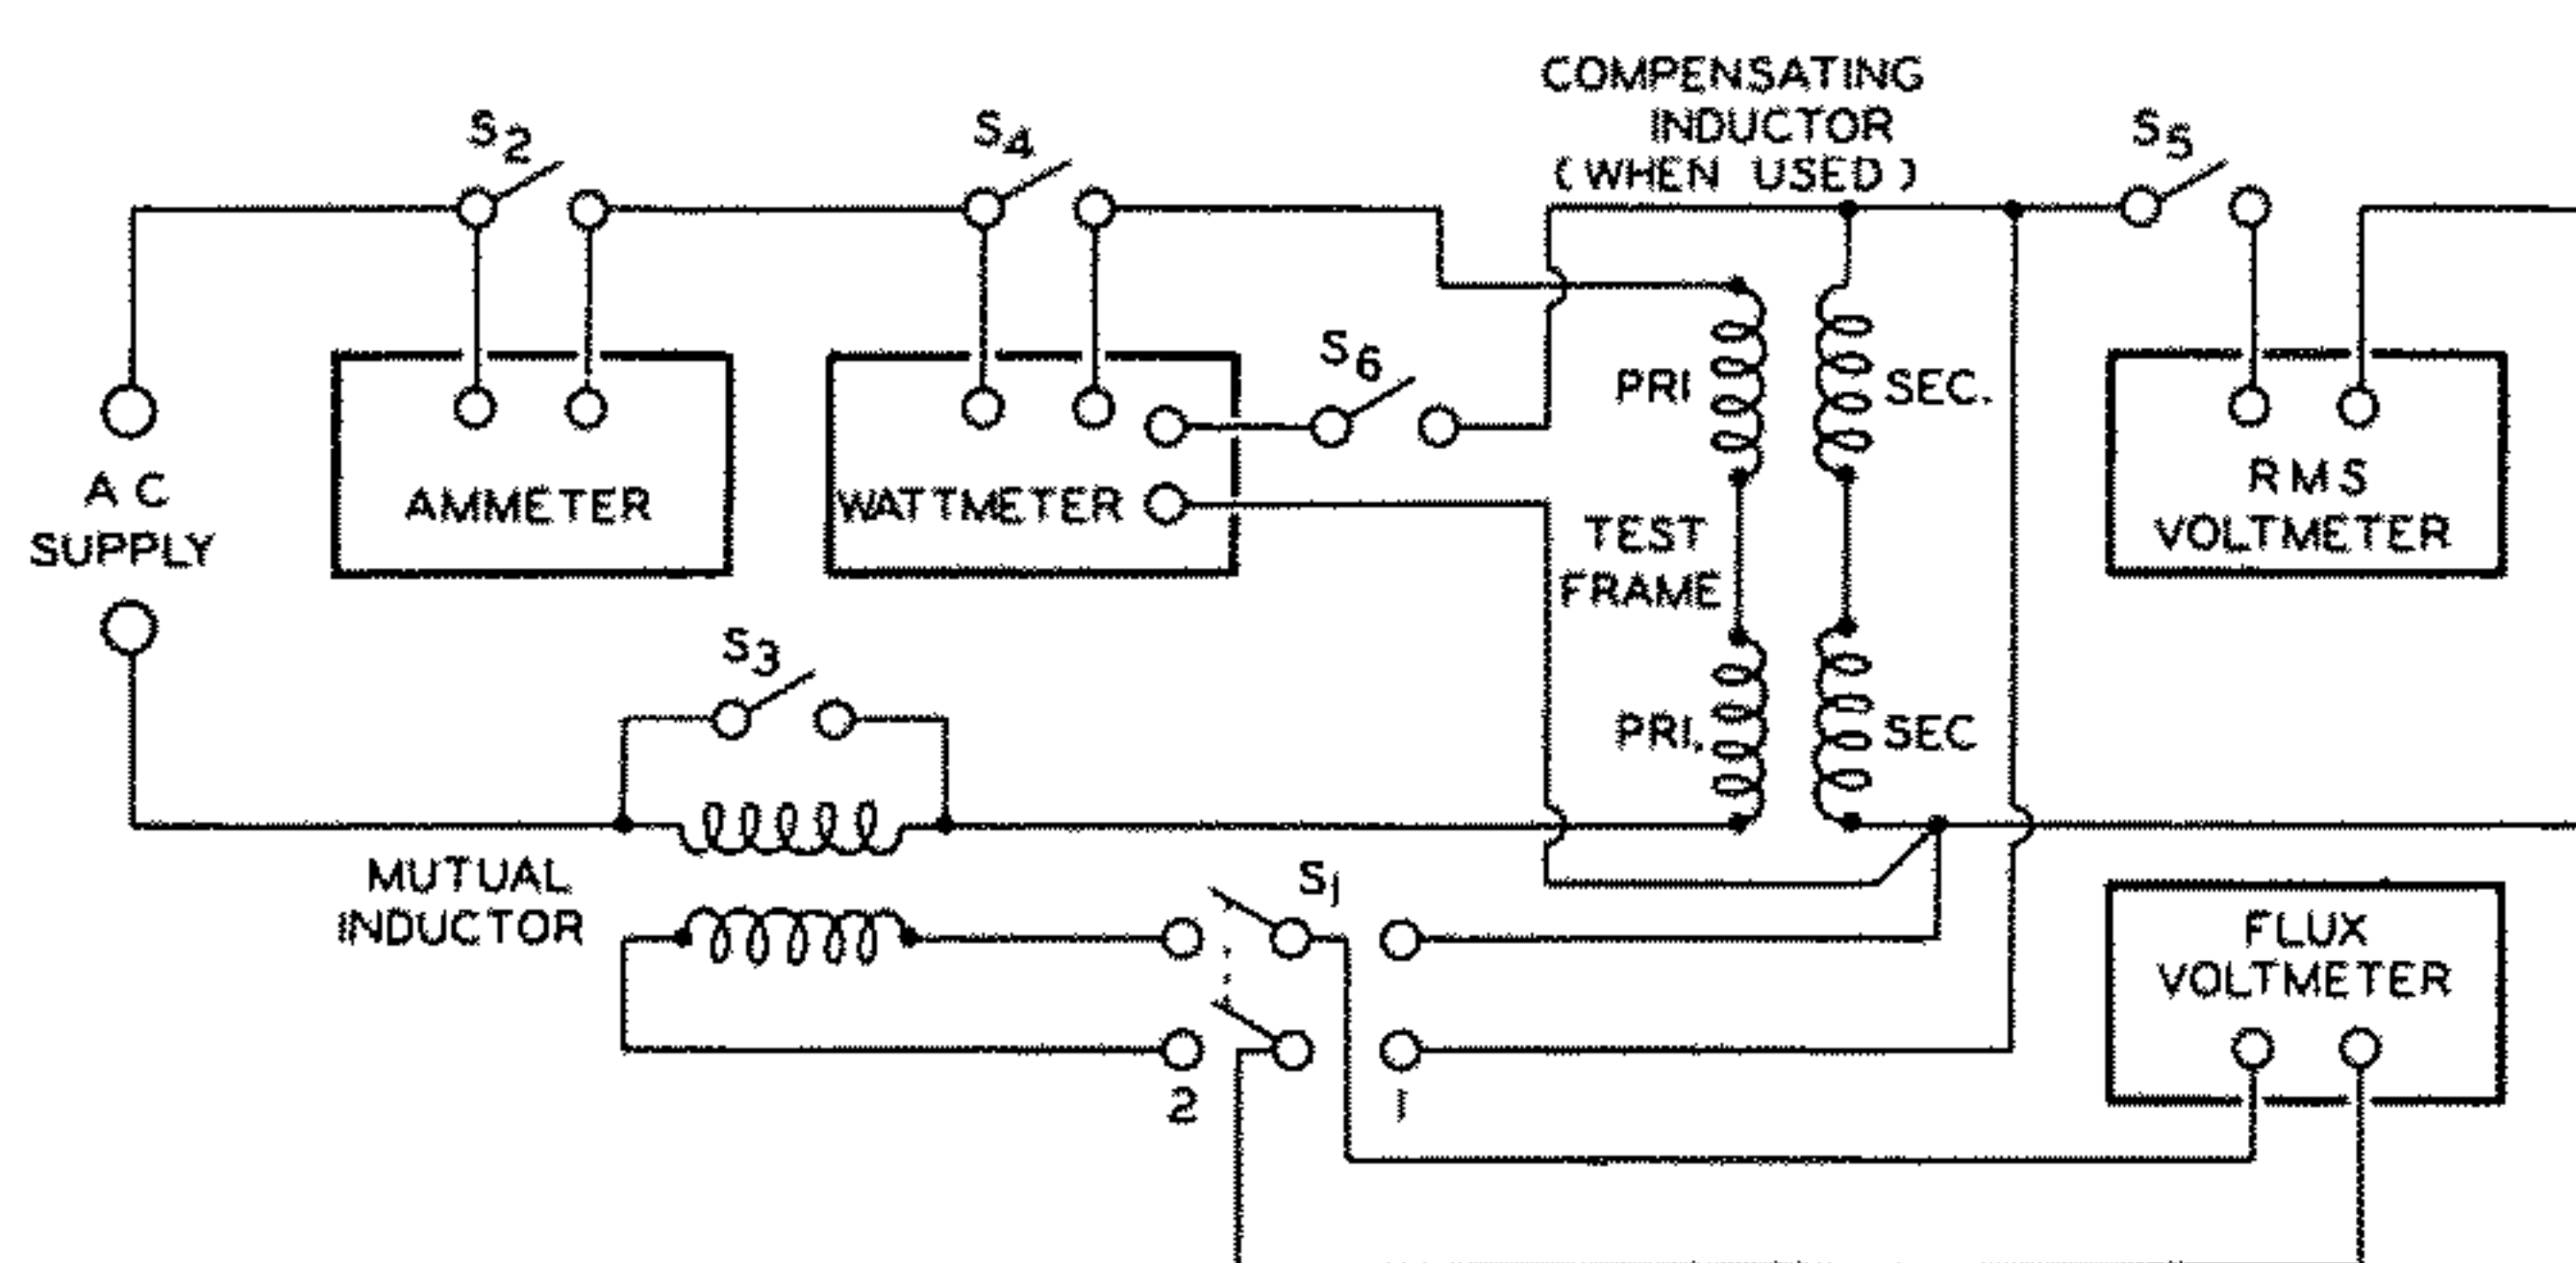 COMPENSATING
INDUCTOR
(WHEN USED)
S2
S4
S5
S6
PRI
SEC.
A C
SUPPLY
AMMETER
WATTMETER
TEST
FRAME
RMS
VOLTMETER
S3
PRI.
SEC
MUTUAL
INDUCTOR
S1
FLUX
VOLTMETER
2
1